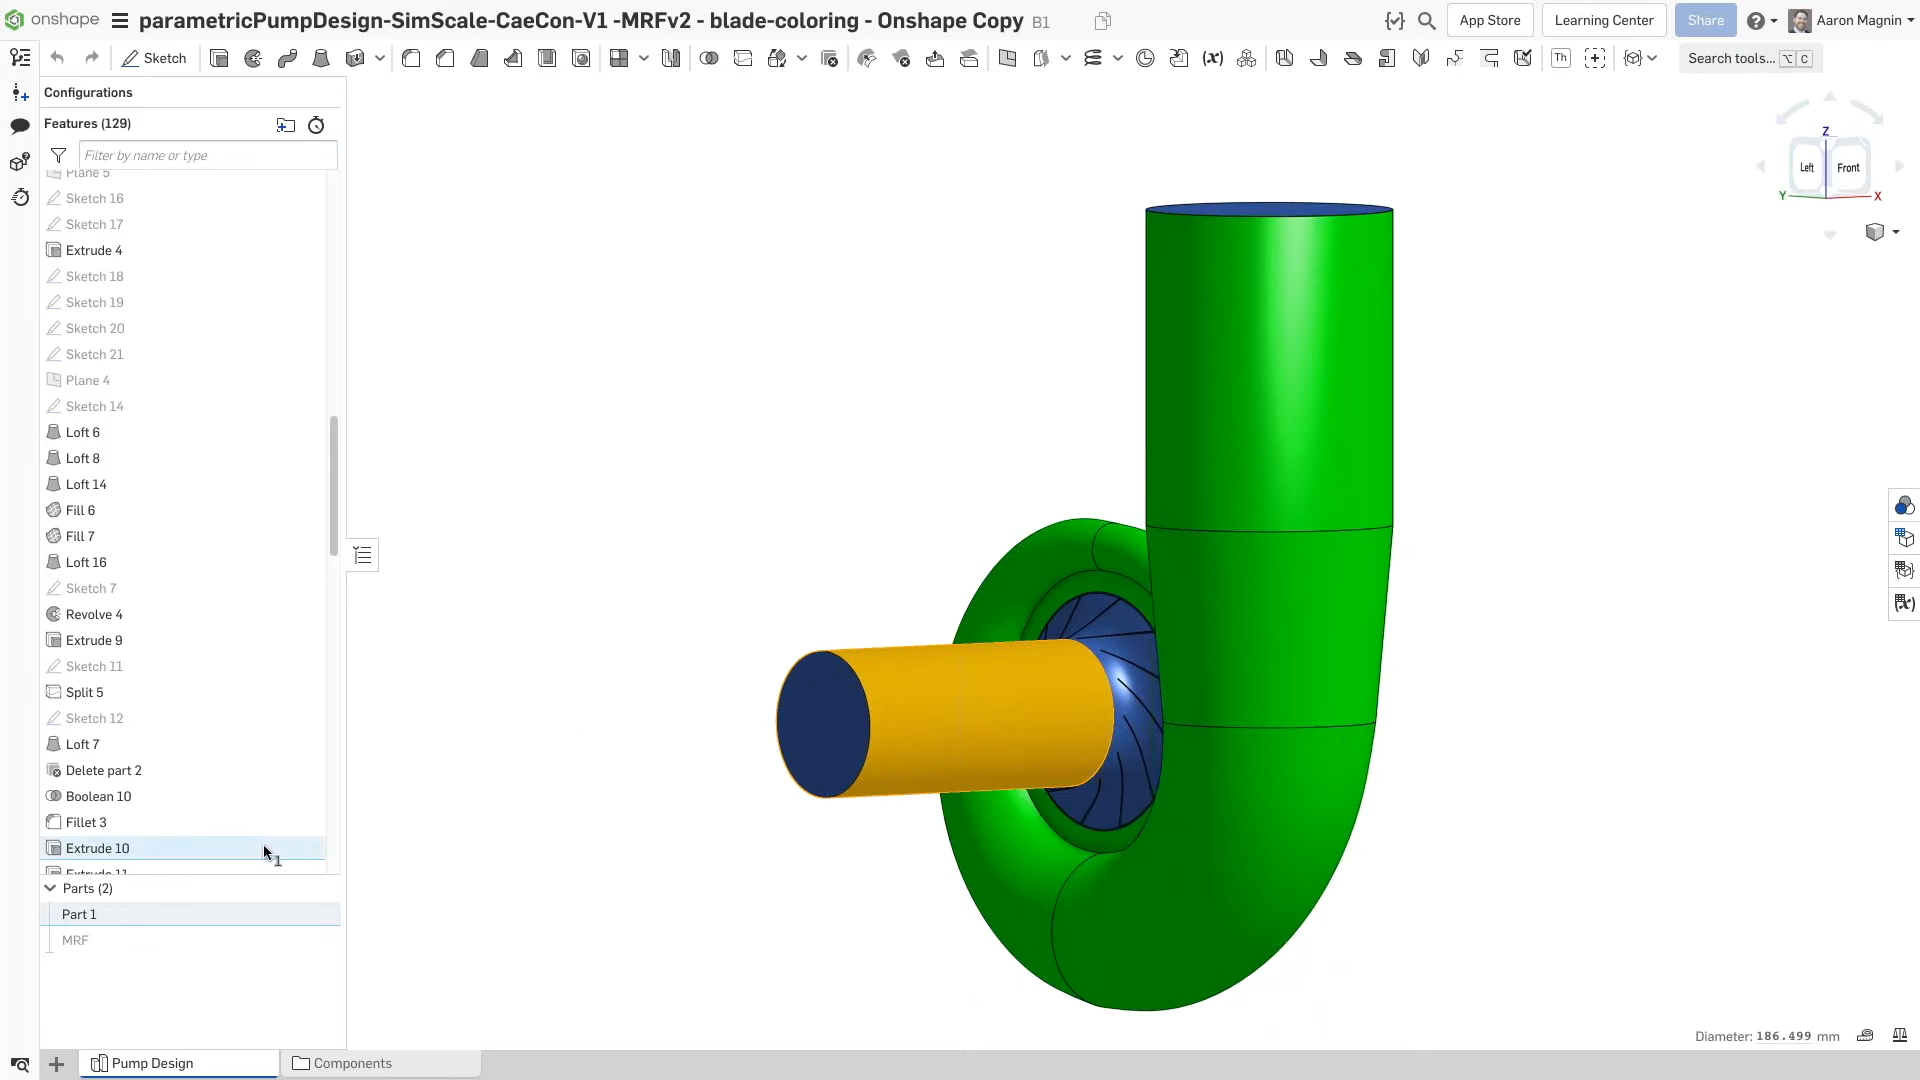 onshape
parametricPumpDesign-SimScale-CaeCon-V1 -MRFv2 - blade-coloring - Onshape Copy B1
App Store
Learning Center
Share
Aaron Magnin
Sketch
Search tools... ⌥ C
Configurations
Features (129)
Filter by name or type
Plane 5
Sketch 16
Sketch 17
Extrude 4
Sketch 18
Sketch 19
Sketch 20
Sketch 21
Plane 4
Sketch 14
Loft 6
Loft 8
Loft 14
Fill 6
Fill 7
Loft 16
Sketch 7
Revolve 4
Extrude 9
Sketch 11
Split 5
Sketch 12
Loft 7
Delete part 2
Boolean 10
Fillet 3
Extrude 10
1
Extrude 11
Parts (2)
Part 1
MRF
Z
Left Front
Y X
Diameter: 186.499 mm
Pump Design
Components